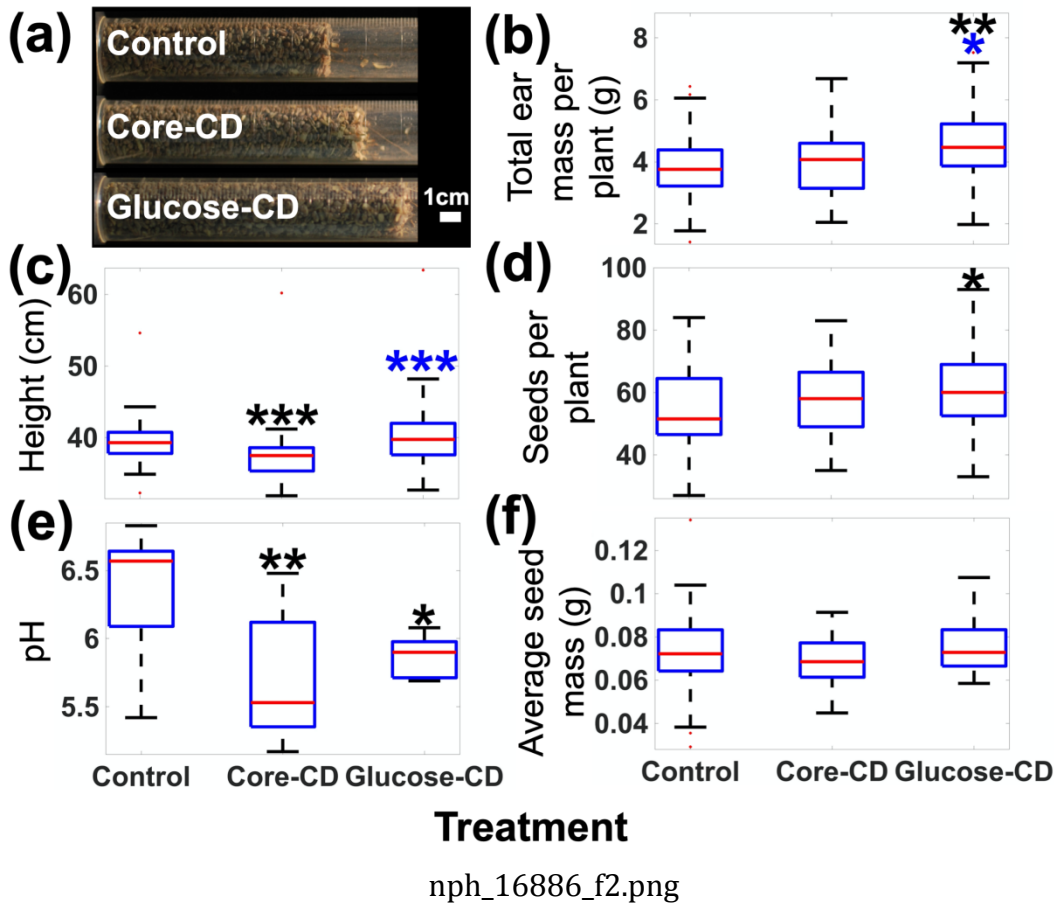 (a)
Control
Core-CD
Glucose-CD
1cm
(b)
Total ear
mass per
plant (g)
8
6
4
2
**
*
(c)
Height (cm)
60
50
40
***
***
(d)
Seeds per
plant
100
80
60
40
*
(e)
pH
6.5
6
5.5
**
*
Control Core-CD Glucose-CD
(f)
Average seed
mass (g)
0.12
0.1
0.08
0.06
0.04
Control Core-CD Glucose-CD
Treatment
nph_16886_f2.png